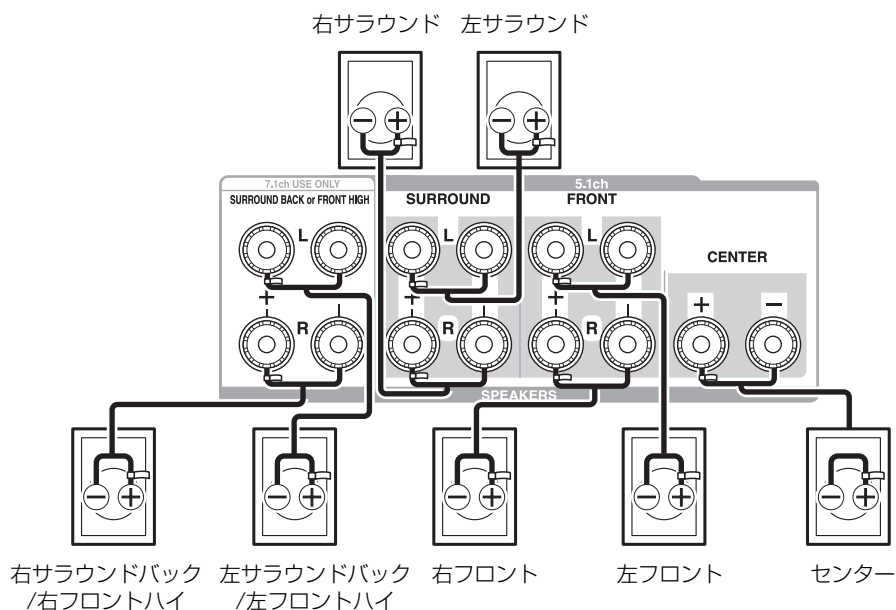 右サラウンド 左サラウンド
7.1ch USE ONLY
5.1ch
SURROUND BACK or FRONT HIGH
SURROUND
FRONT
L
L
L
CENTER
+ −
+ −
+ −
+ −
R
R
R
SPEAKERS
− +
− +
− +
− +
− +
− +
− +
右サラウンドバック
/右フロントハイ
左サラウンドバック
/左フロントハイ
右フロント
左フロント
センター